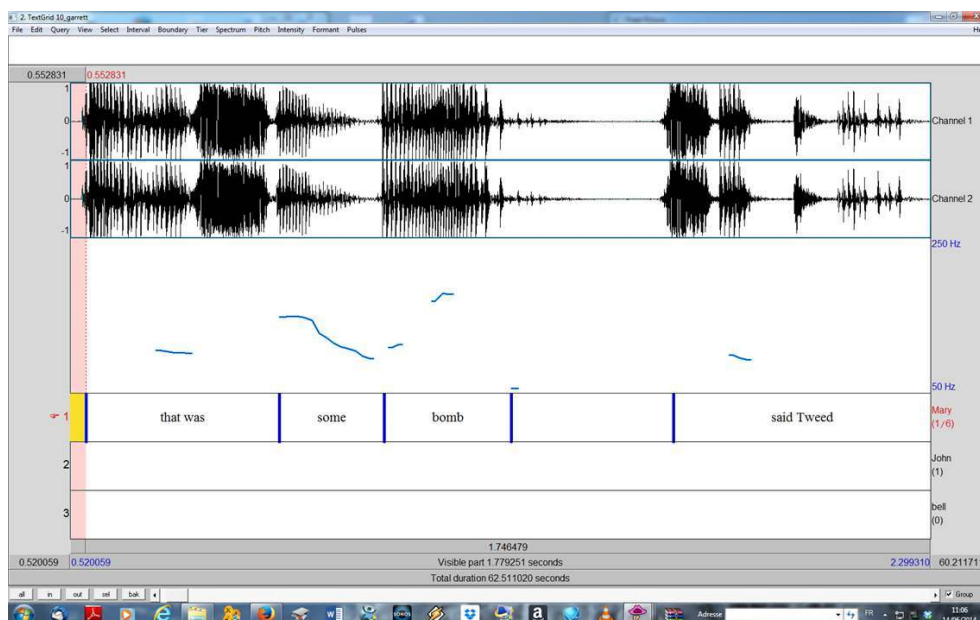 2. TextGrid 10_garrett
File Edit Query View Select Interval Boundary Tier Spectrum Pitch Intensity Formant Pulses
0.552831 0.552831
1
0
-1
Channel 1
1
0
-1
Channel 2
250 Hz
50 Hz
1 that was some bomb said Tweed Mary (1/6)
2 John (1)
3 bell (0)
1.746479
0.520059 0.520059 Visible part 1.779251 seconds 2.299310 60.21171
Total duration 62.511020 seconds
all in out sel bak Group
SONOS W a Adresse FR 11:06